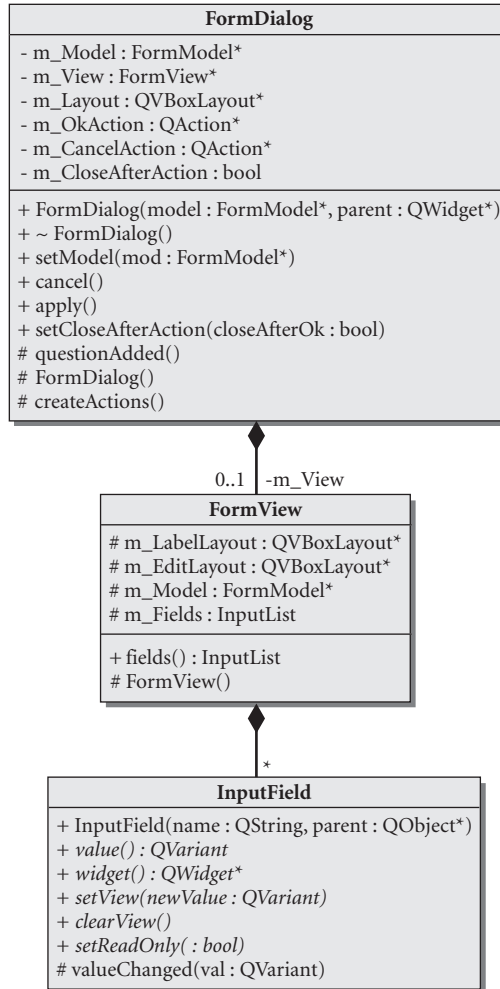 FormDialog
- m_Model : FormModel*
- m_View : FormView*
- m_Layout : QVBoxLayout*
- m_OkAction : QAction*
- m_CancelAction : QAction*
- m_CloseAfterAction : bool
+ FormDialog(model : FormModel*, parent : QWidget*)
+ ~ FormDialog()
+ setModel(mod : FormModel*)
+ cancel()
+ apply()
+ setCloseAfterAction(closeAfterOk : bool)
# questionAdded()
# FormDialog()
# createActions()
0..1 -m_View
FormView
# m_LabelLayout : QVBoxLayout*
# m_EditLayout : QVBoxLayout*
# m_Model : FormModel*
# m_Fields : InputList
+ fields() : InputList
# FormView()
*
InputField
+ InputField(name : QString, parent : QObject*)
+ value() : QVariant
+ widget() : QWidget*
+ setView(newValue : QVariant)
+ clearView()
+ setReadOnly( : bool)
# valueChanged(val : QVariant)